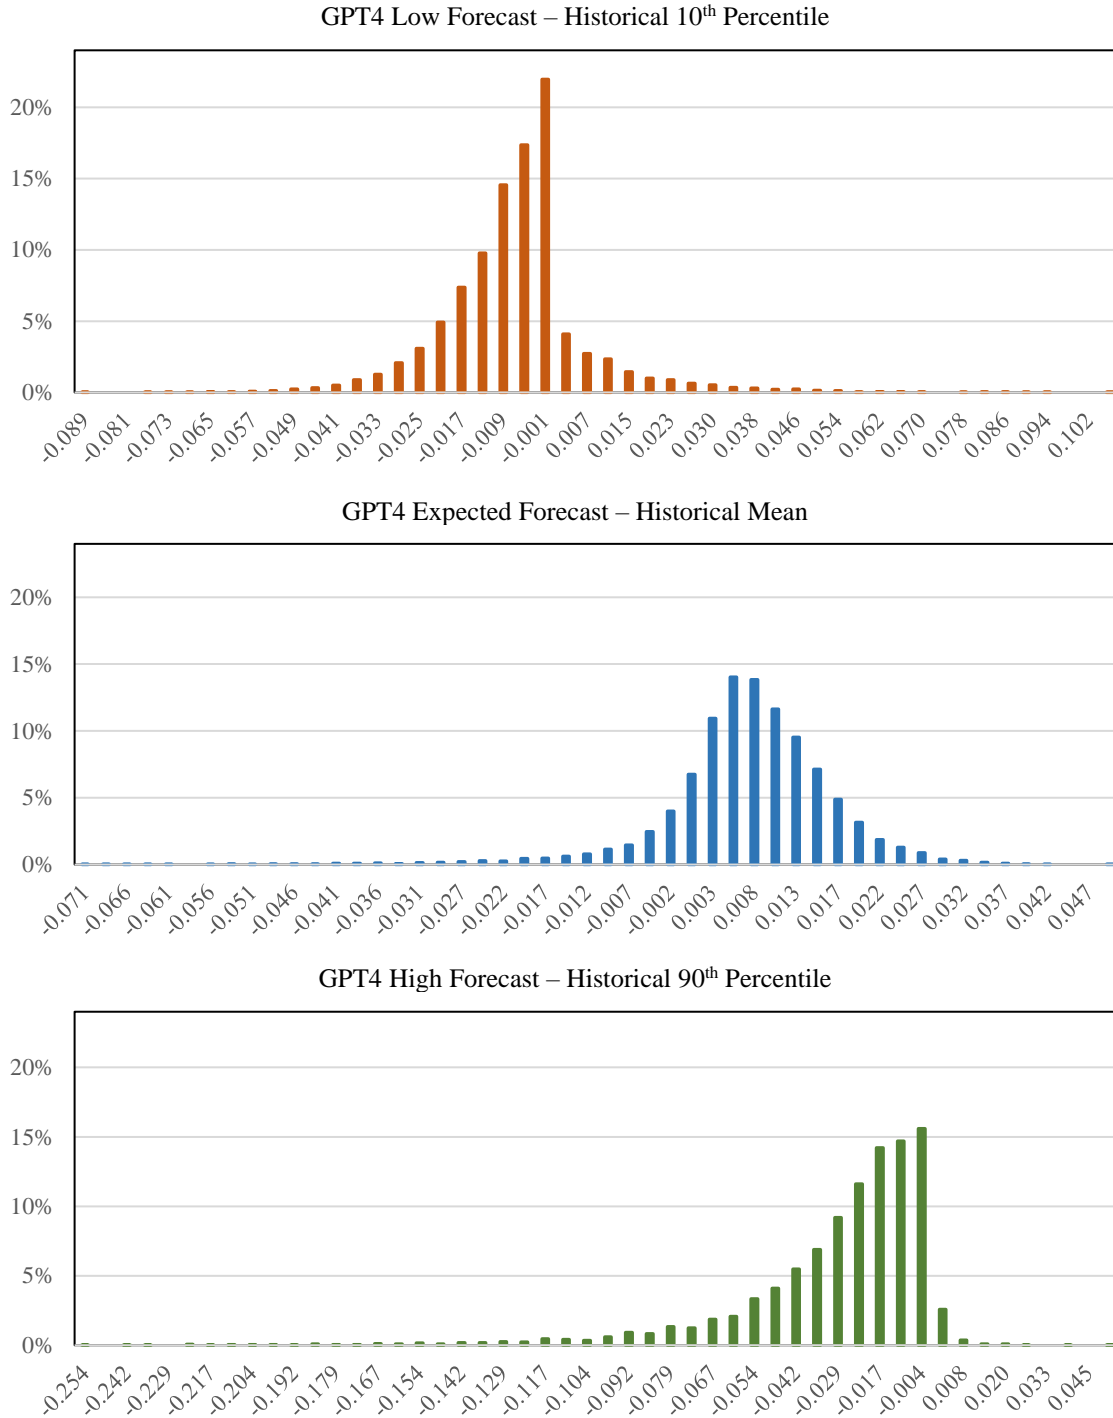 GPT4 Low Forecast – Historical 10th Percentile
20%
15%
10%
5%
0%
-0.089 -0.081 -0.073 -0.065 -0.057 -0.049 -0.041 -0.033 -0.025 -0.017 -0.009 -0.001 0.007 0.015 0.023 0.030 0.038 0.046 0.054 0.062 0.070 0.078 0.086 0.094 0.102
GPT4 Expected Forecast – Historical Mean
20%
15%
10%
5%
0%
-0.071 -0.066 -0.061 -0.056 -0.051 -0.046 -0.041 -0.036 -0.031 -0.027 -0.022 -0.017 -0.012 -0.007 -0.002 0.003 0.008 0.013 0.017 0.022 0.027 0.032 0.037 0.042 0.047
GPT4 High Forecast – Historical 90th Percentile
20%
15%
10%
5%
0%
-0.254 -0.242 -0.229 -0.217 -0.204 -0.192 -0.179 -0.167 -0.154 -0.142 -0.129 -0.117 -0.104 -0.092 -0.079 -0.067 -0.054 -0.042 -0.029 -0.017 -0.004 0.008 0.020 0.033 0.045